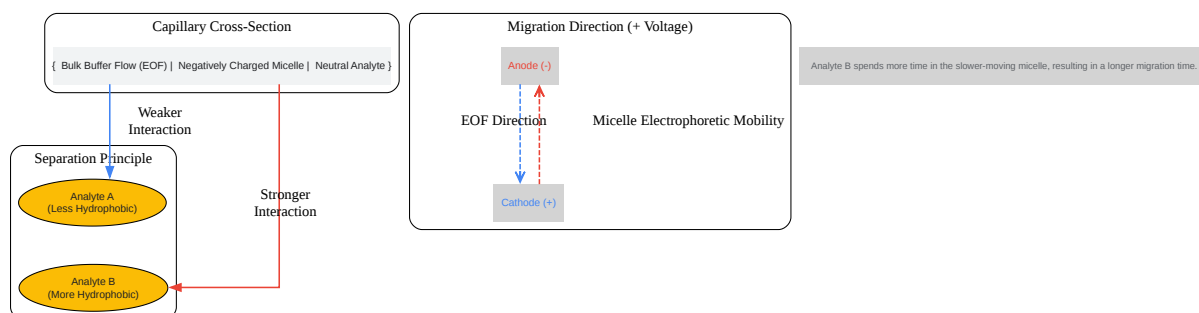 Capillary Cross-Section
{ Bulk Buffer Flow (EOF) | Negatively Charged Micelle | Neutral Analyte }
Weaker
Interaction
Separation Principle
Analyte A
(Less Hydrophobic)
Stronger
Interaction
Analyte B
(More Hydrophobic)
Migration Direction (+ Voltage)
Anode (-)
EOF Direction
Micelle Electrophoretic Mobility
Cathode (+)
Analyte B spends more time in the slower-moving micelle, resulting in a longer migration time.